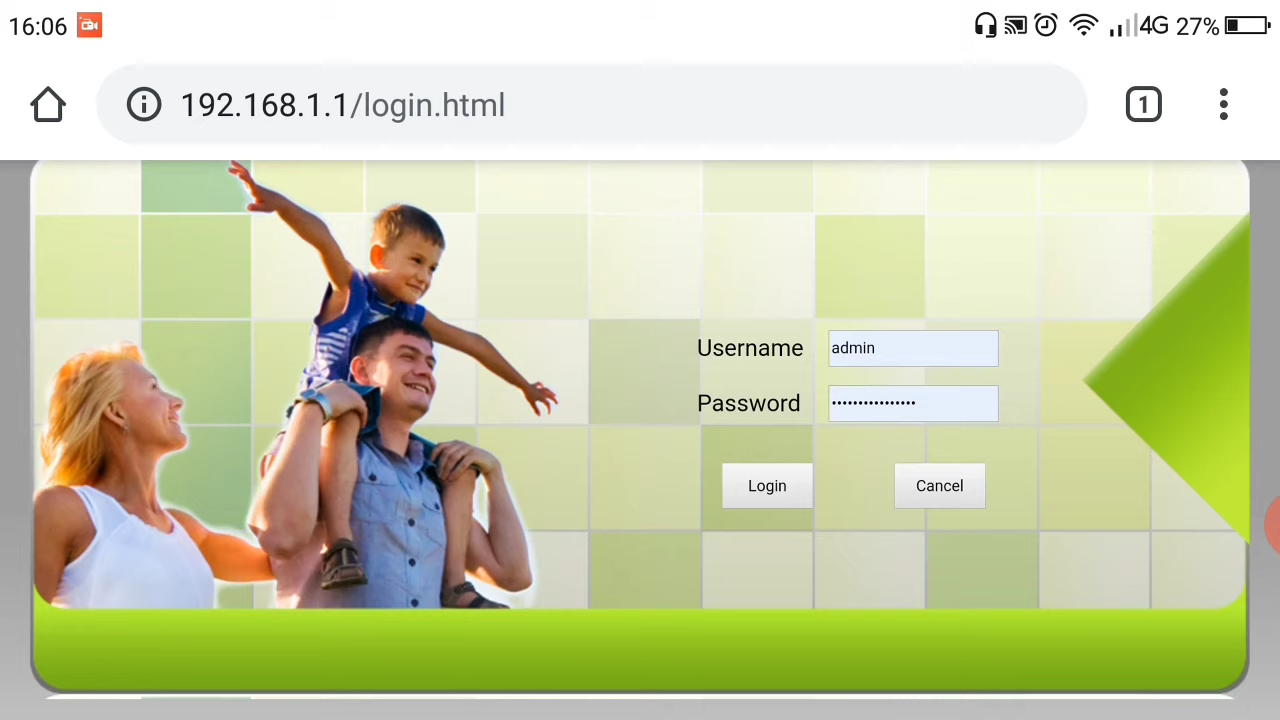 16:06 4G 27%
192.168.1.1/login.html 1
Username admin
Password ••••••••••••••••
Login Cancel